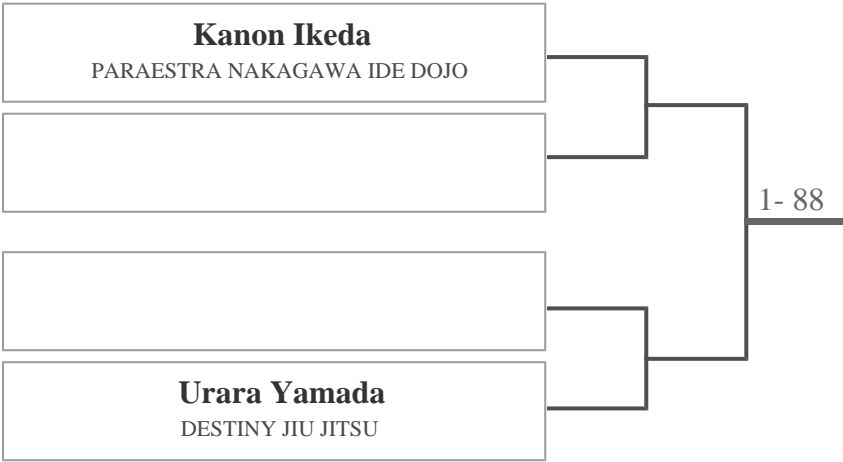 Kanon Ikeda
PARAESTRA NAKAGAWA IDE DOJO
1- 88
Urara Yamada
DESTINY JIU JITSU